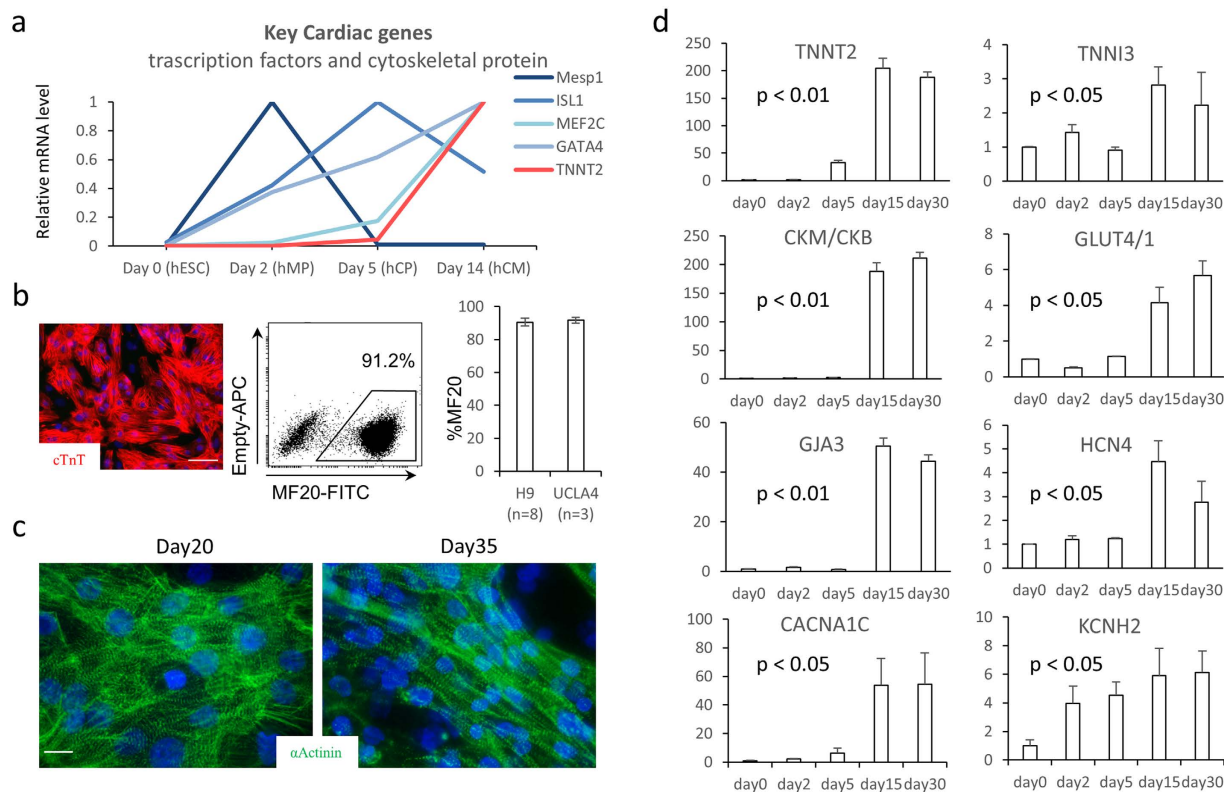 a
Key Cardiac genes
trascription factors and cytoskeletal protein
Relative mRNA level
1
0.8
0.6
0.4
0.2
0
Day 0 (hESC) Day 2 (hMP) Day 5 (hCP) Day 14 (hCM)
Mesp1
ISL1
MEF2C
GATA4
TNNT2
b
cTnT
Empty-APC
91.2%
MF20-FITC
%MF20
100
80
60
40
20
0
H9 UCLA4
(n=8) (n=3)
c
Day20 Day35
αActinin
d
TNNT2
p < 0.01
250
200
150
100
50
0
day0 day2 day5 day15 day30
TNNI3
p < 0.05
4
3
2
1
0
day0 day2 day5 day15 day30
CKM/CKB
p < 0.01
250
200
150
100
50
0
day0 day2 day5 day15 day30
GLUT4/1
p < 0.05
8
6
4
2
0
day0 day2 day5 day15 day30
GJA3
p < 0.01
60
40
20
0
day0 day2 day5 day15 day30
HCN4
p < 0.05
6
5
4
3
2
1
0
day0 day2 day5 day15 day30
CACNA1C
p < 0.05
100
80
60
40
20
0
day0 day2 day5 day15 day30
KCNH2
p < 0.05
10
8
6
4
2
0
day0 day2 day5 day15 day30